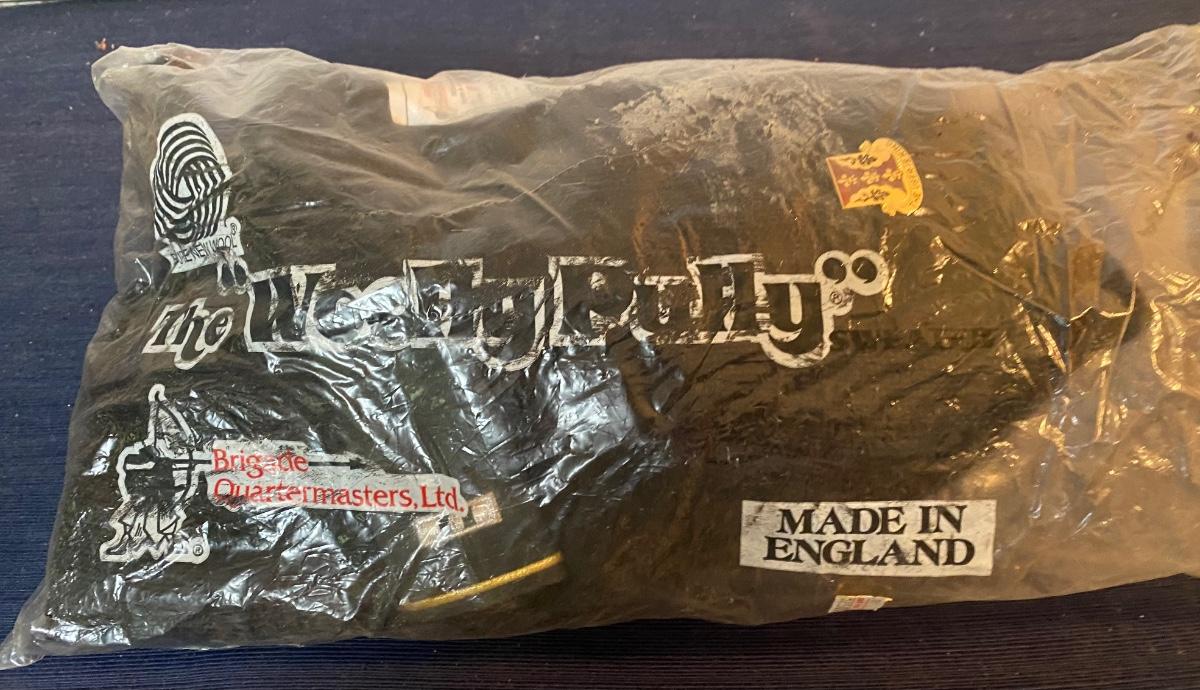 PURE NEW WOOL®
The Woolly Pully®
SWEATER
Brigade
Quartermasters, Ltd.
®
MADE IN
ENGLAND